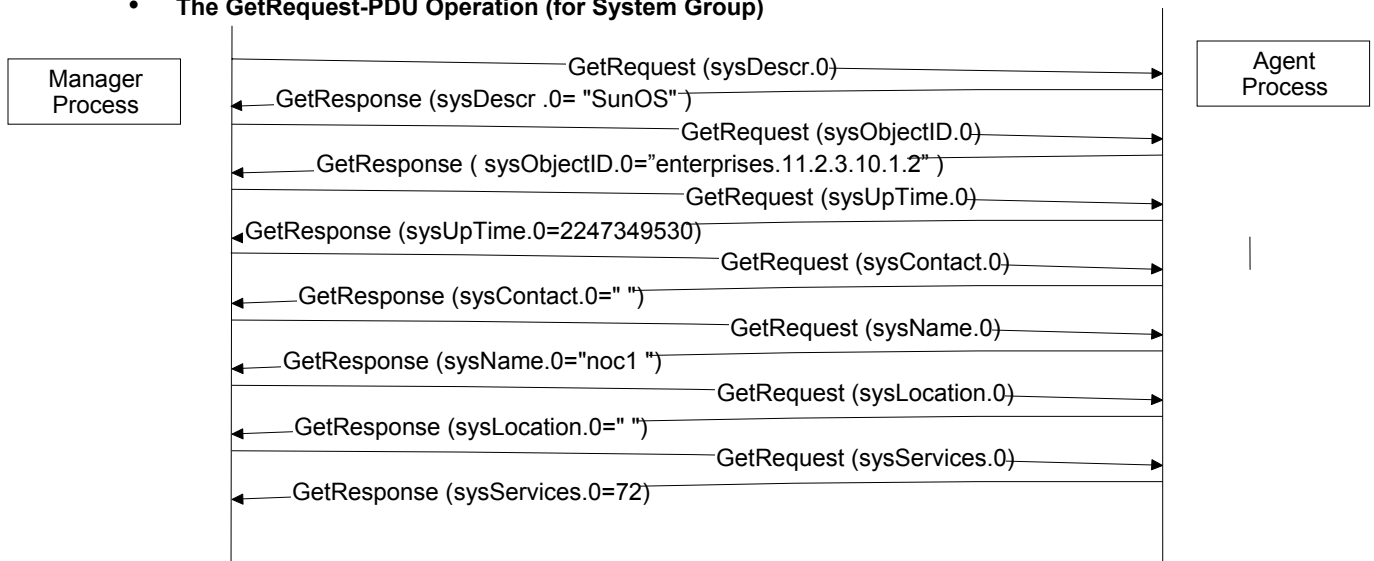 • The GetRequest-PDU Operation (for System Group)
Manager
Process
Agent
Process
GetRequest (sysDescr.0)
GetResponse (sysDescr .0= "SunOS" )
GetRequest (sysObjectID.0)
GetResponse ( sysObjectID.0=”enterprises.11.2.3.10.1.2” )
GetRequest (sysUpTime.0)
GetResponse (sysUpTime.0=2247349530)
GetRequest (sysContact.0)
GetResponse (sysContact.0=" ")
GetRequest (sysName.0)
GetResponse (sysName.0="noc1 ")
GetRequest (sysLocation.0)
GetResponse (sysLocation.0=" ")
GetRequest (sysServices.0)
GetResponse (sysServices.0=72)